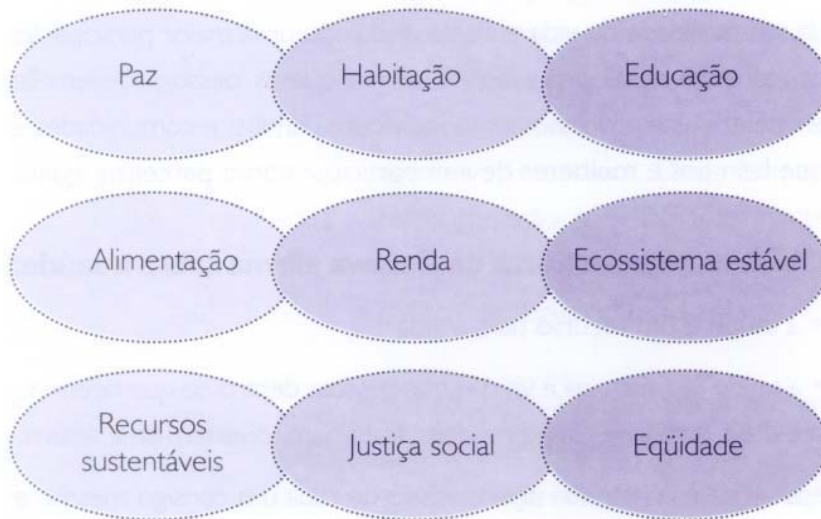 Paz
Habitação
Educação
Alimentação
Renda
Ecossistema estável
Recursos
sustentáveis
Justiça social
Eqüidade